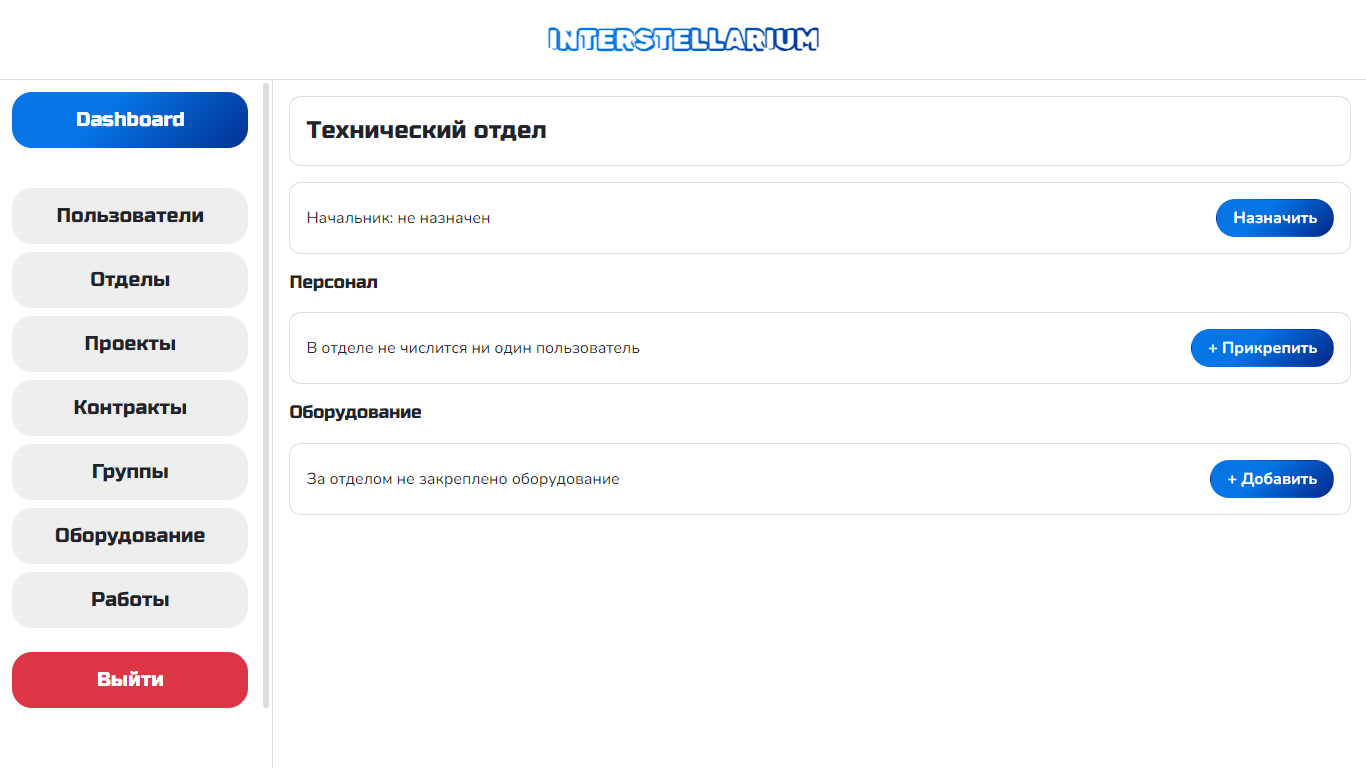 INTERSTELLARIUM
Dashboard
Пользователи
Отделы
Проекты
Контракты
Группы
Оборудование
Работы
Выйти
Технический отдел
Начальник: не назначен
Назначить
Персонал
В отделе не числится ни один пользователь
+ Прикрепить
Оборудование
За отделом не закреплено оборудование
+ Добавить